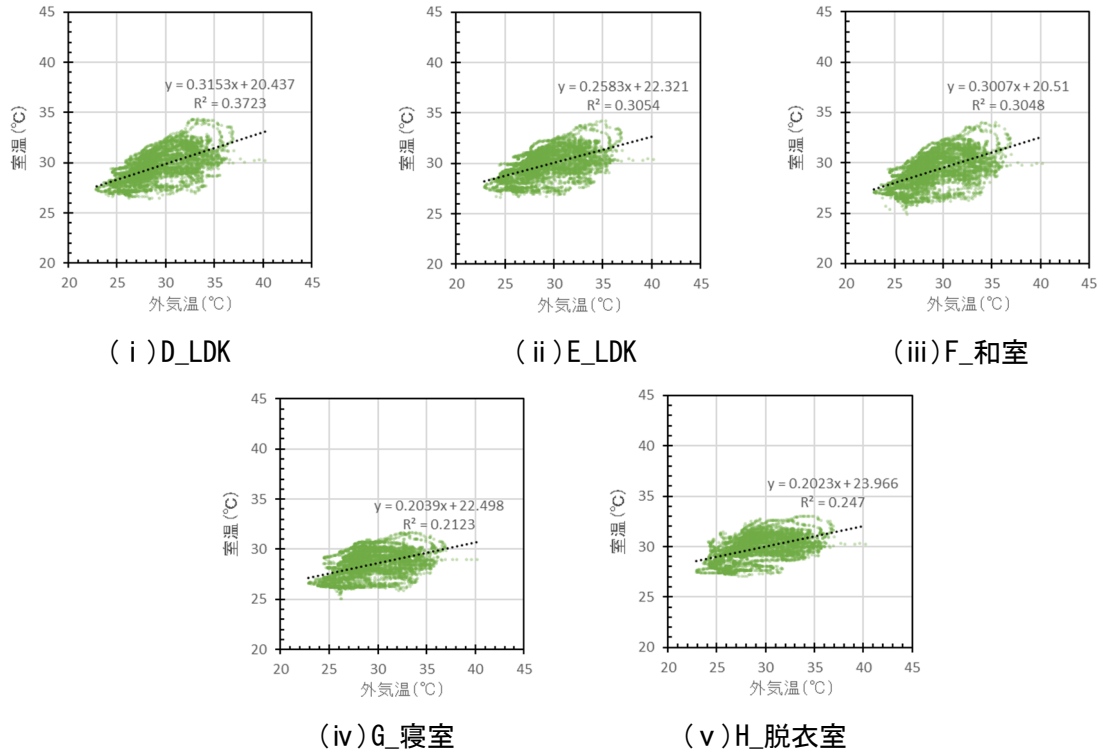 45
40
35
30
25
20
室温(℃)
y = 0.3153x + 20.437
R² = 0.3723
20 25 30 35 40 45
外気温(℃)
(ⅰ)D_LDK
45
40
35
30
25
20
室温(℃)
y = 0.2583x + 22.321
R² = 0.3054
20 25 30 35 40 45
外気温(℃)
(ⅱ)E_LDK
45
40
35
30
25
20
室温(℃)
y = 0.3007x + 20.51
R² = 0.3048
20 25 30 35 40 45
外気温(℃)
(ⅲ)F_和室
45
40
35
30
25
20
室温(℃)
y = 0.2039x + 22.498
R² = 0.2123
20 25 30 35 40 45
外気温(℃)
(ⅳ)G_寝室
45
40
35
30
25
20
室温(℃)
y = 0.2023x + 23.966
R² = 0.247
20 25 30 35 40 45
外気温(℃)
(ⅴ)H_脱衣室